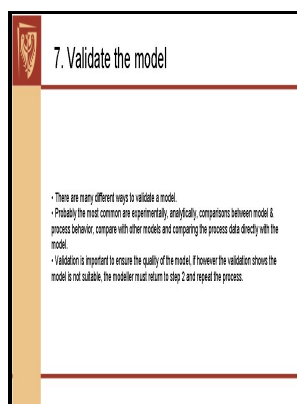 7. Validate the model
• There are many different ways to validate a model.
• Probably the most common are experimentally, analytically, comparisons between model &
process behavior, compare with other models and comparing the process data directly with the
model.
• Validation is important to ensure the quality of the model, if however the validation shows the
model is not suitable, the modeller must return to step 2 and repeat the process.